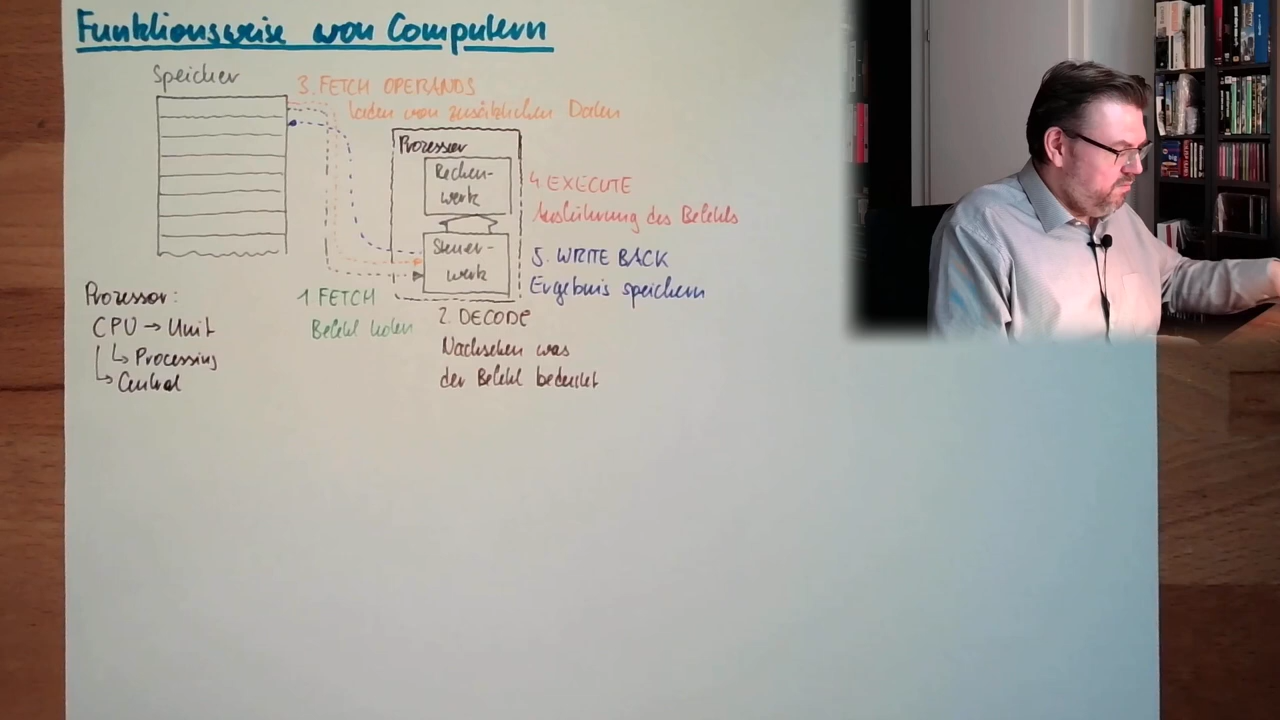 Funktionsweise von Computern
Speicher
3. FETCH OPERANDS
laden von zusätzlichen Daten
Prozessor
Rechen-
werk
4. EXECUTE
Ausführung des Befehls
Steuer-
werk
5. WRITE BACK
Ergebnis speichern
Prozessor:
CPU → Unit
↳ Processing
↳ Central
1 FETCH
Befehl holen
2. DECODE
Nachsehen was
der Befehl bedeutet